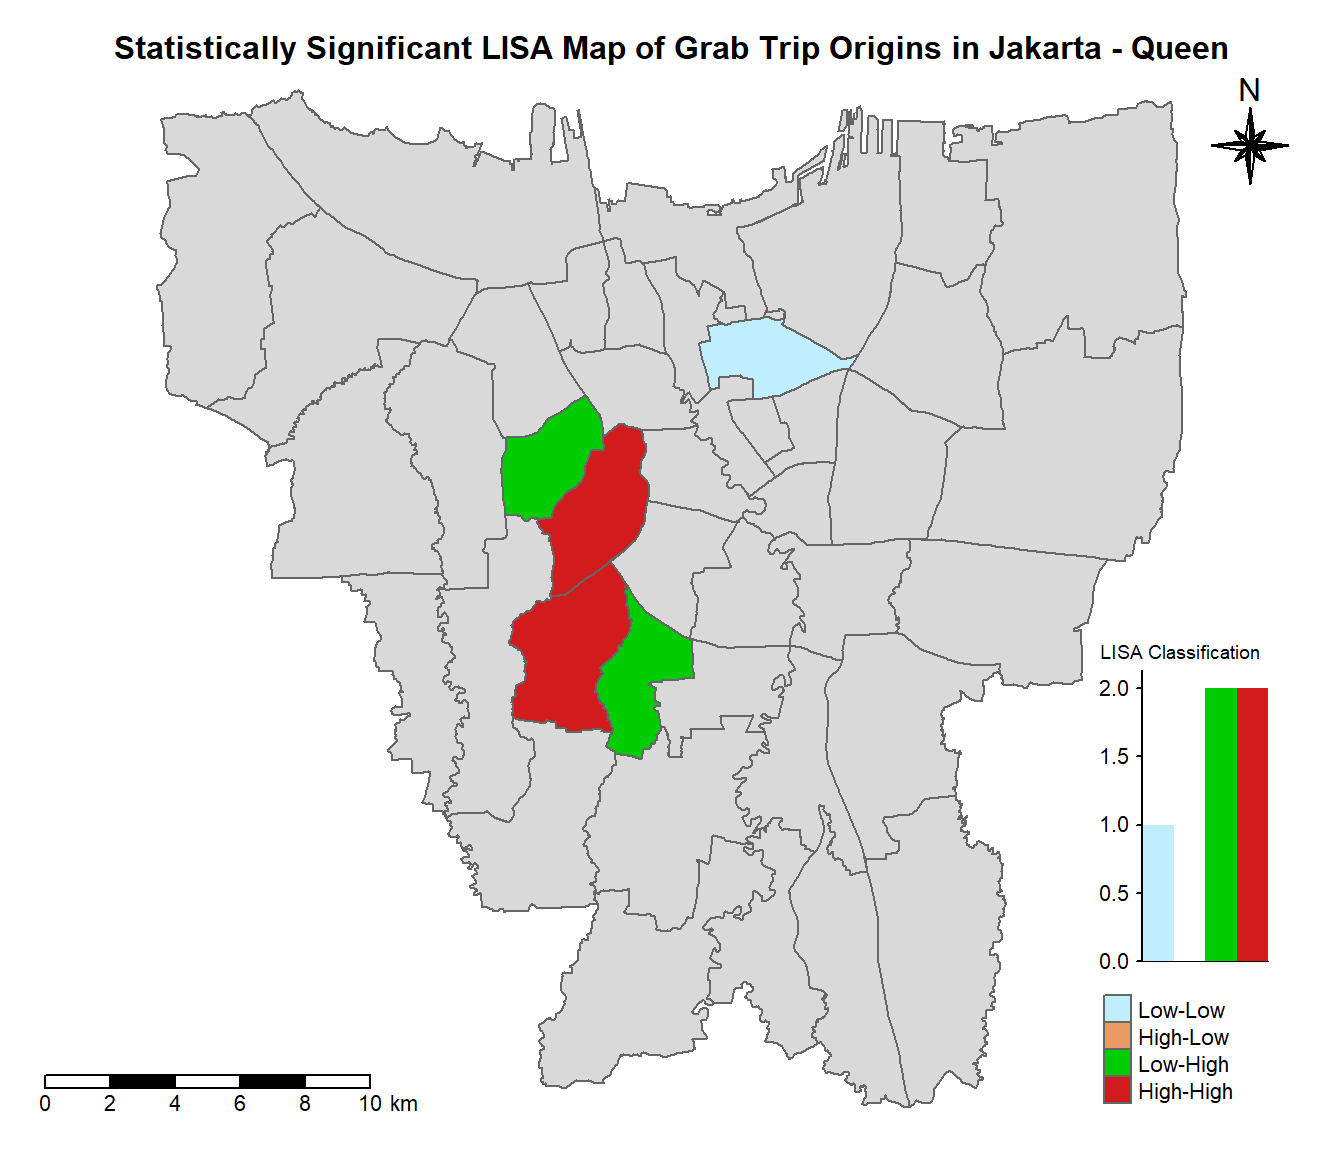 Statistically Significant LISA Map of Grab Trip Origins in Jakarta - Queen
N
LISA Classification
2.0
1.5
1.0
0.5
0.0
Low-Low
High-Low
Low-High
High-High
0 2 4 6 8 10 km